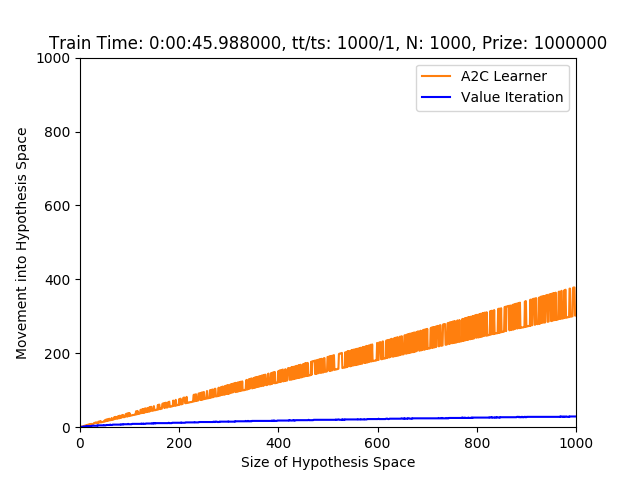 Train Time: 0:00:45.988000, tt/ts: 1000/1, N: 1000, Prize: 1000000
1000
A2C Learner
Value Iteration
800
600
400
200
0
Movement into Hypothesis Space
0 200 400 600 800 1000
Size of Hypothesis Space